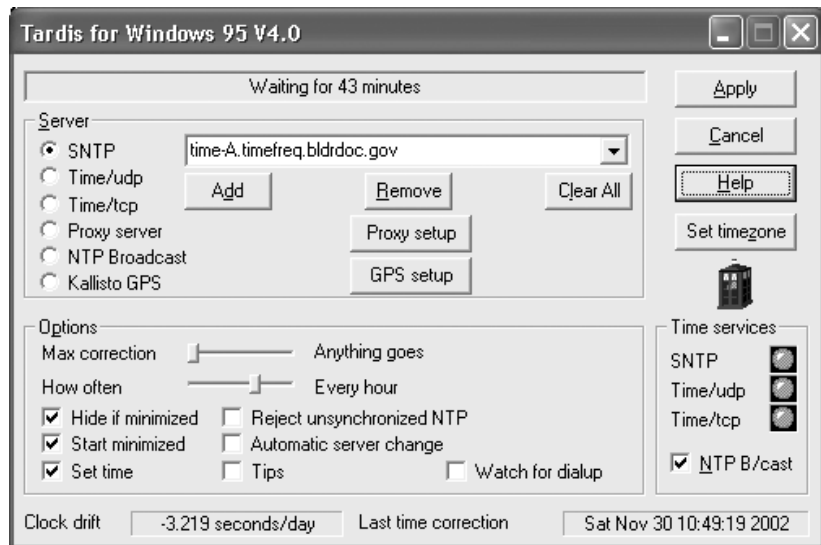 Tardis for Windows 95 V4.0
Waiting for 43 minutes
Apply
Server
Cancel
SNTP
time-A.timefreq.bldrdoc.gov
Time/udp
Add
Remove
Clear All
Help
Time/tcp
Proxy server
Proxy setup
Set timezone
NTP Broadcast
Kallisto GPS
GPS setup
Options
Max correction
Anything goes
How often
Every hour
Hide if minimized
Reject unsynchronized NTP
Start minimized
Automatic server change
Set time
Tips
Watch for dialup
Time services
SNTP
Time/udp
Time/tcp
NTP B/cast
Clock drift
-3.219 seconds/day
Last time correction
Sat Nov 30 10:49:19 2002